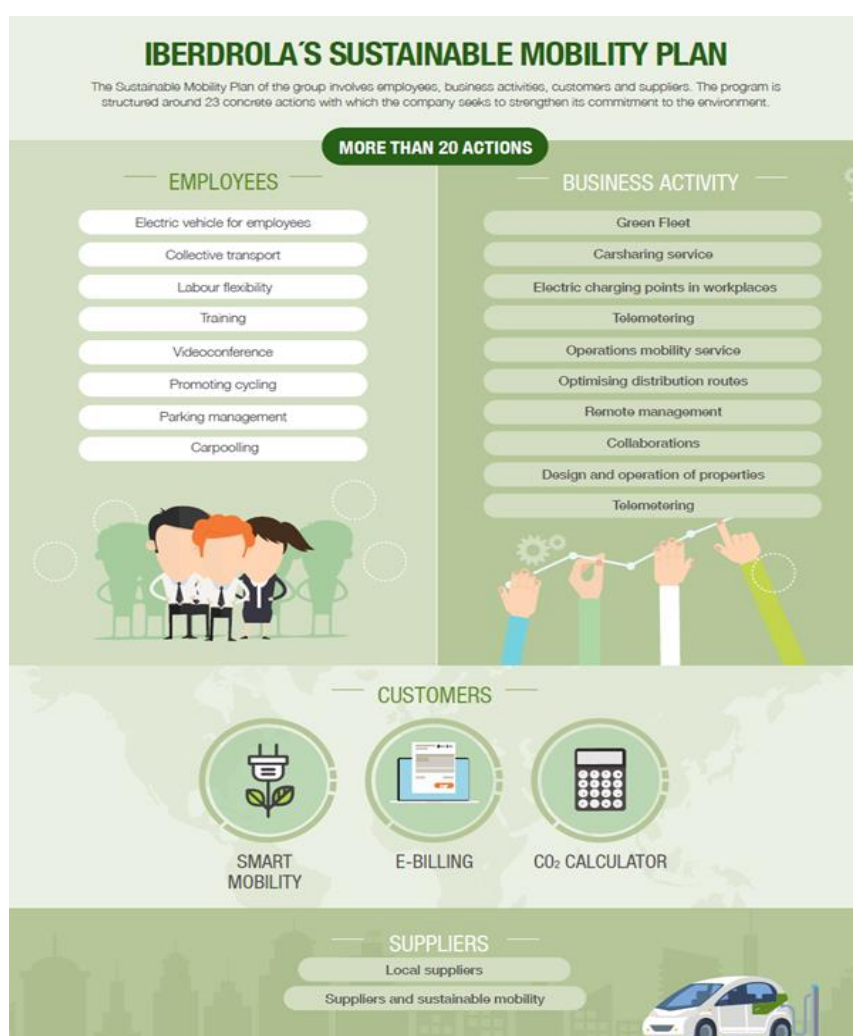 IBERDROLA´S SUSTAINABLE MOBILITY PLAN
The Sustainable Mobility Plan of the group involves employees, business activities, customers and suppliers. The program is
structured around 23 concrete actions with which the company seeks to strengthen its commitment to the environment.
MORE THAN 20 ACTIONS
EMPLOYEES
Electric vehicle for employees
Collective transport
Labour flexibility
Training
Videoconference
Promoting cycling
Parking management
Carpoolling
BUSINESS ACTIVITY
Green Fleet
Carsharing service
Electric charging points in workplaces
Telemetering
Operations mobility service
Optimising distribution routes
Remote management
Collaborations
Design and operation of properties
Telemetering
CUSTOMERS
SMART
MOBILITY
E-BILLING
CO₂ CALCULATOR
SUPPLIERS
Local suppliers
Suppliers and sustainable mobility